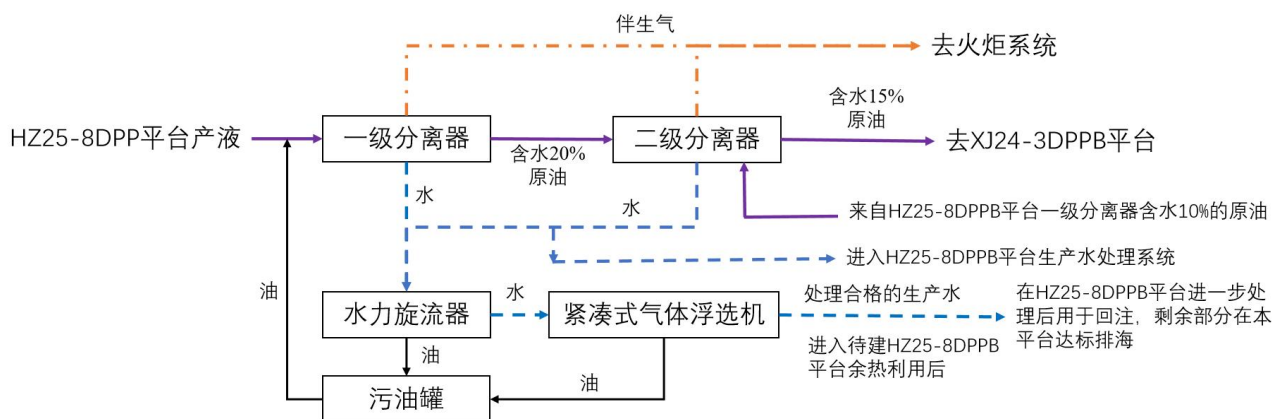 伴生气
去火炬系统
HZ25-8DPP平台产液
一级分离器
含水20%
原油
二级分离器
含水15%
原油
去XJ24-3DPPB平台
水
水
来自HZ25-8DPPB平台一级分离器含水10%的原油
进入HZ25-8DPPB平台生产水处理系统
油
水力旋流器
水
紧凑式气体浮选机
处理合格的生产水
进入待建HZ25-8DPPB
平台余热利用后
在HZ25-8DPPB平台进一步处
理后用于回注，剩余部分在本
平台达标排海
油
油
污油罐